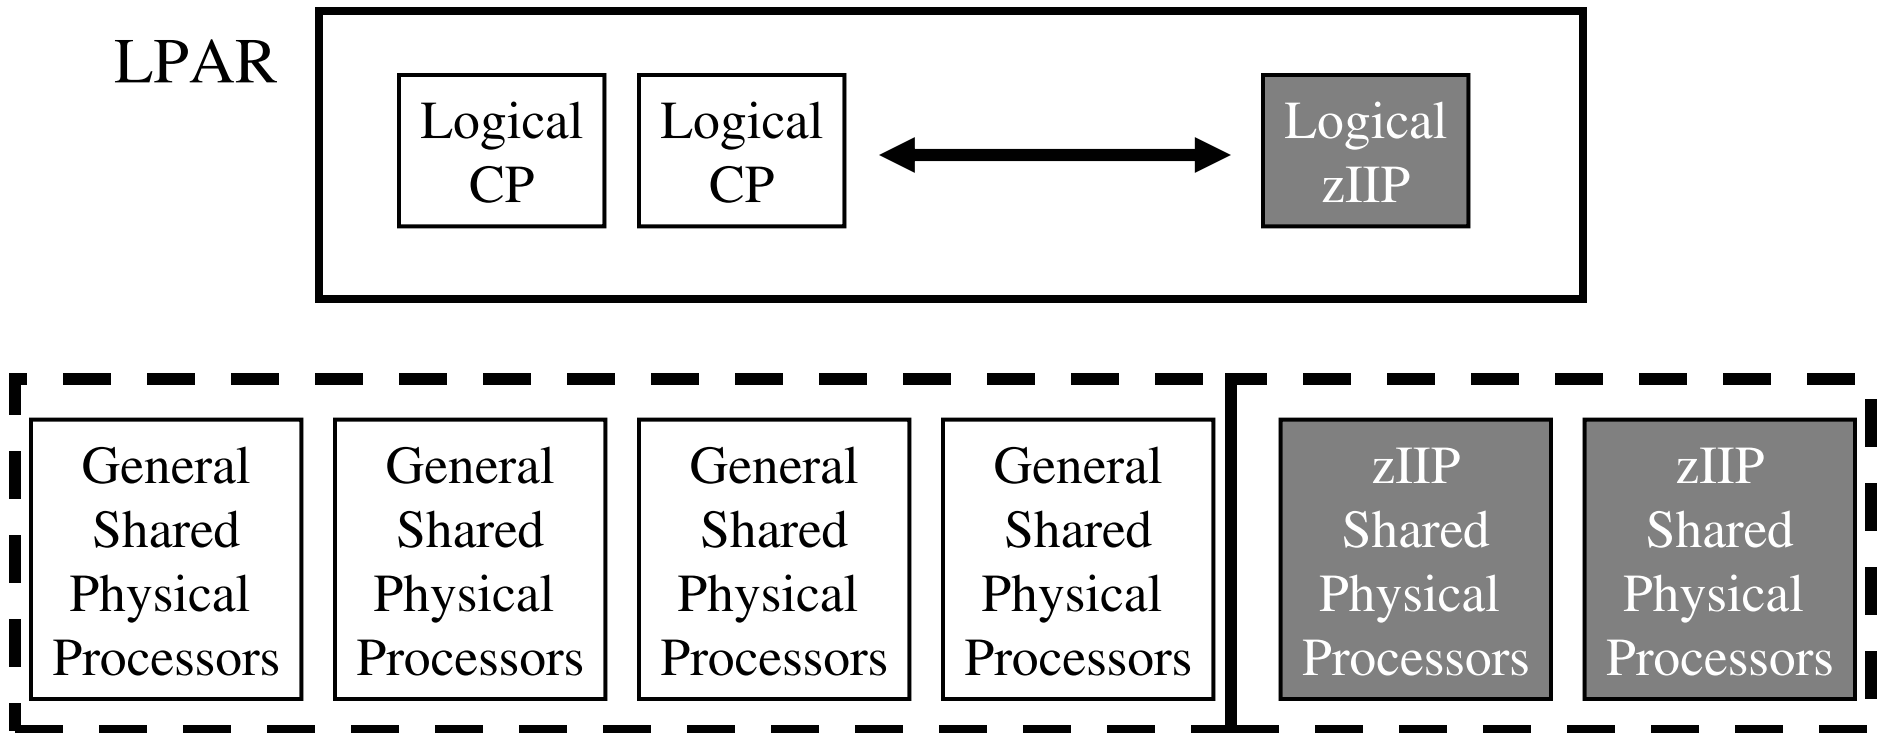 LPAR
Logical
CP
Logical
CP
Logical
zIIP
General
Shared
Physical
Processors
General
Shared
Physical
Processors
General
Shared
Physical
Processors
General
Shared
Physical
Processors
zIIP
Shared
Physical
Processors
zIIP
Shared
Physical
Processors